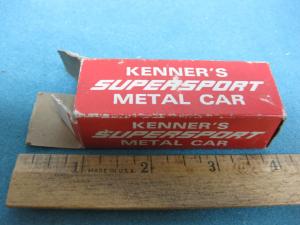 KENNER'S
SUPERSPORT
METAL CAR
KENNER'S
SUPERSPORT
METAL CAR
1 MADE IN U.S.A. 2 3 4